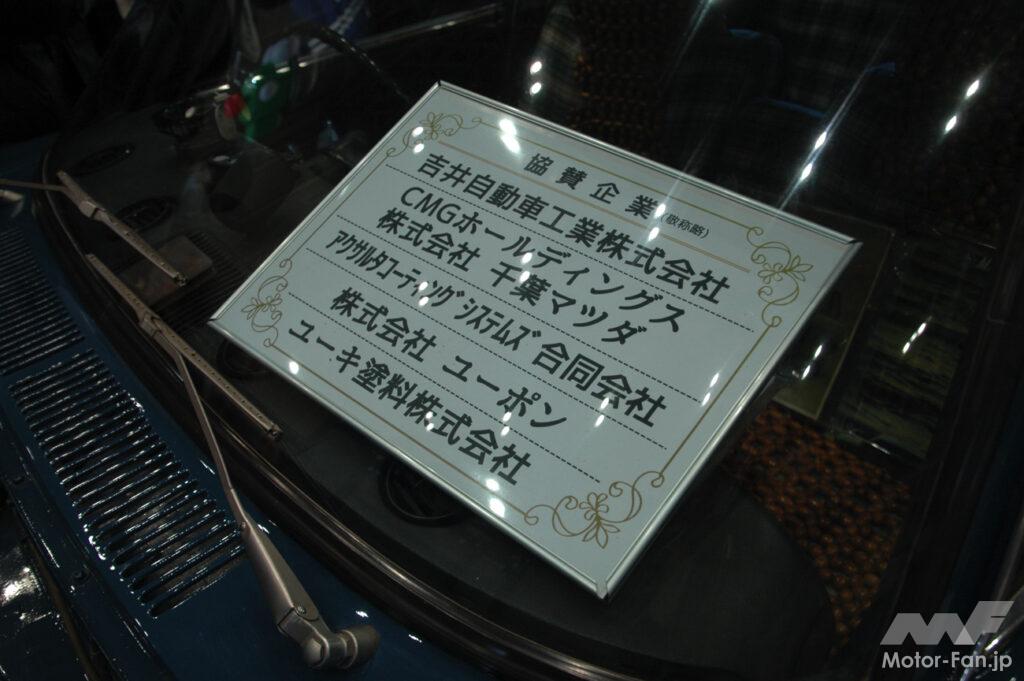 協賛企業(敬称略)
吉井自動車工業株式会社
CMGホールディングス
株式会社 千葉マツダ
アクサルタコーティングシステムズ 合同会社
株式会社 ユーポン
ユーキ塗料株式会社
MF
Motor-Fan.jp